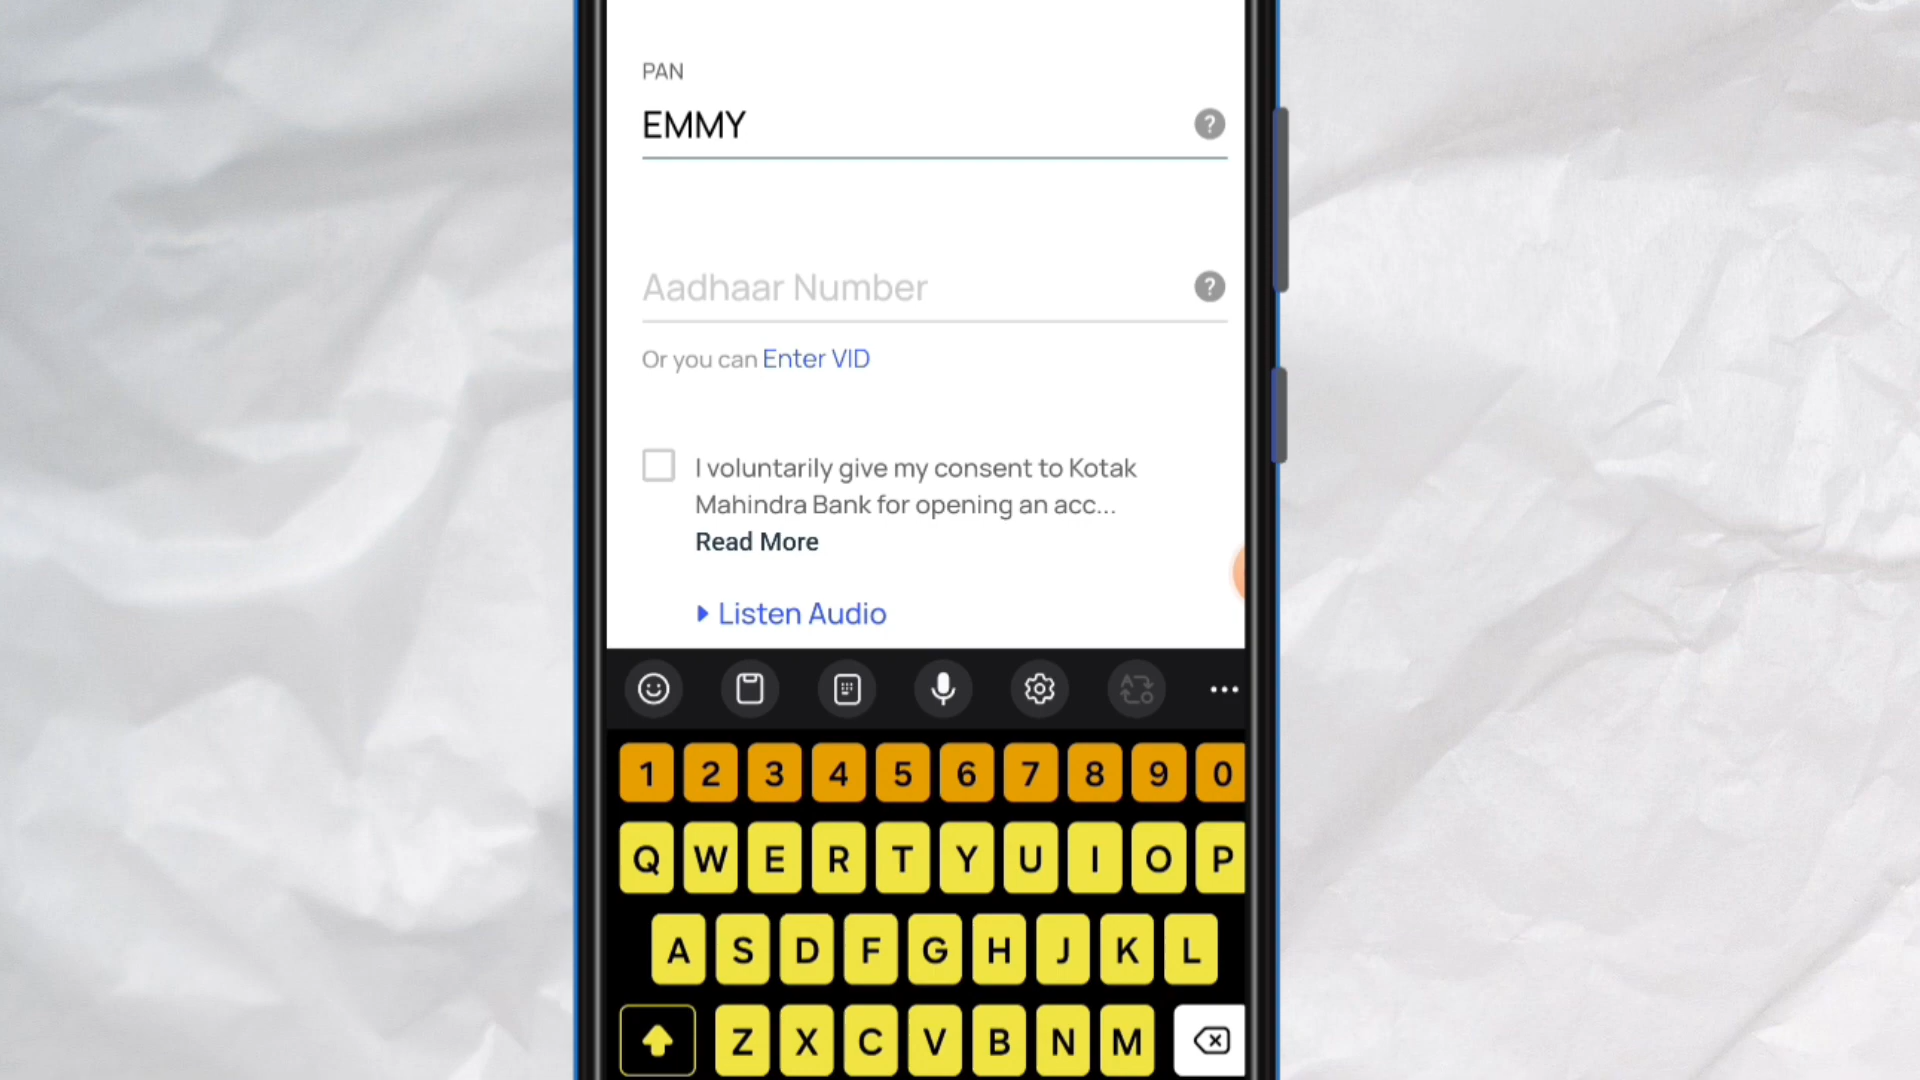 PAN
EMMY
?
Aadhaar Number
?
Or you can Enter VID
I voluntarily give my consent to Kotak
Mahindra Bank for opening an acc...
Read More
Listen Audio
1 2 3 4 5 6 7 8 9 0
Q W E R T Y U I O P
A S D F G H J K L
Z X C V B N M